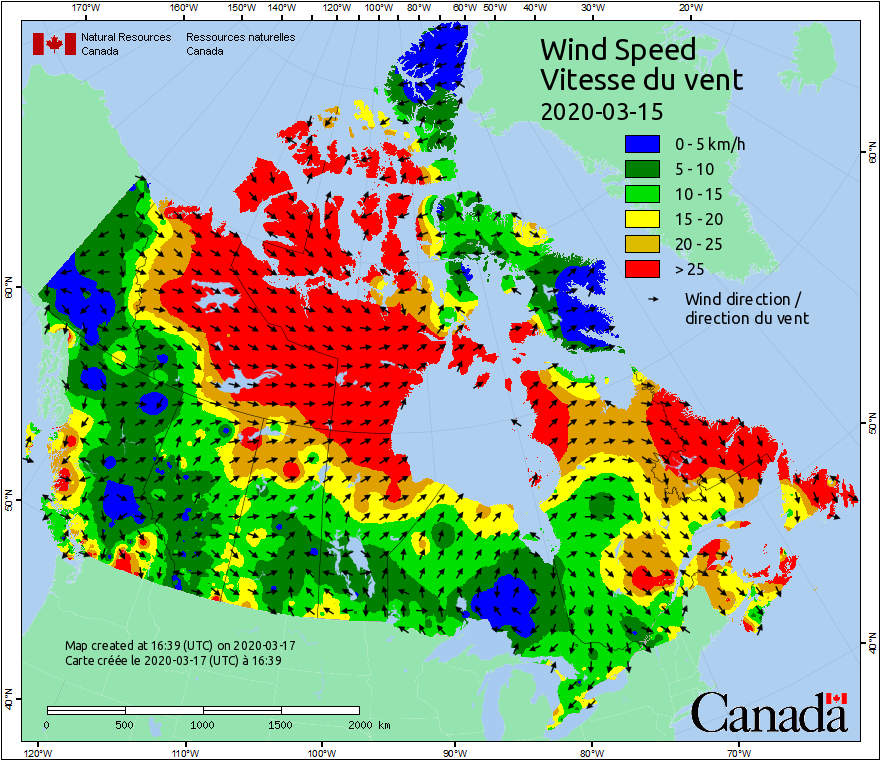 170°W 160°W 150°W 140°W 130°W 120°W 110°W 100°W 80°W 60°W 50°W 40°W 30°W 20°W
Natural Resources Ressources naturelles
Canada Canada
Wind Speed
Vitesse du vent
2020-03-15
0 - 5 km/h
5 - 10
10 - 15
15 - 20
20 - 25
> 25
Wind direction /
direction du vent
60°N
50°N
40°N
60°N
50°N
40°N
Map created at 16:39 (UTC) on 2020-03-17
Carte créée le 2020-03-17 (UTC) à 16:39
0 500 1000 1500 2000 km
Canada
120°W 110°W 100°W 90°W 80°W 70°W